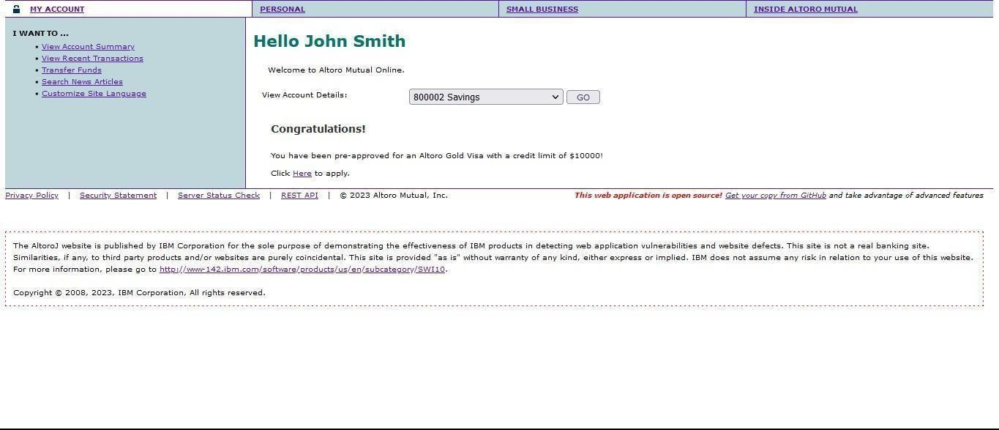 MY ACCOUNT PERSONAL SMALL BUSINESS INSIDE ALTORO MUTUAL
I WANT TO ...
• View Account Summary
• View Recent Transactions
• Transfer Funds
• Search News Articles
• Customize Site Language
Hello John Smith
Welcome to Altoro Mutual Online.
View Account Details: 800002 Savings GO
Congratulations!
You have been pre-approved for an Altoro Gold Visa with a credit limit of $10000!
Click Here to apply.
Privacy Policy | Security Statement | Server Status Check | REST API | © 2023 Altoro Mutual, Inc. This web application is open source! Get your copy from GitHub and take advantage of advanced features
The AltoroJ website is published by IBM Corporation for the sole purpose of demonstrating the effectiveness of IBM products in detecting web application vulnerabilities and website defects. This site is not a real banking site.
Similarities, if any, to third party products and/or websites are purely coincidental. This site is provided "as is" without warranty of any kind, either express or implied. IBM does not assume any risk in relation to your use of this website.
For more information, please go to http://www-142.ibm.com/software/products/us/en/subcategory/SWI10.
Copyright © 2008, 2023, IBM Corporation, All rights reserved.